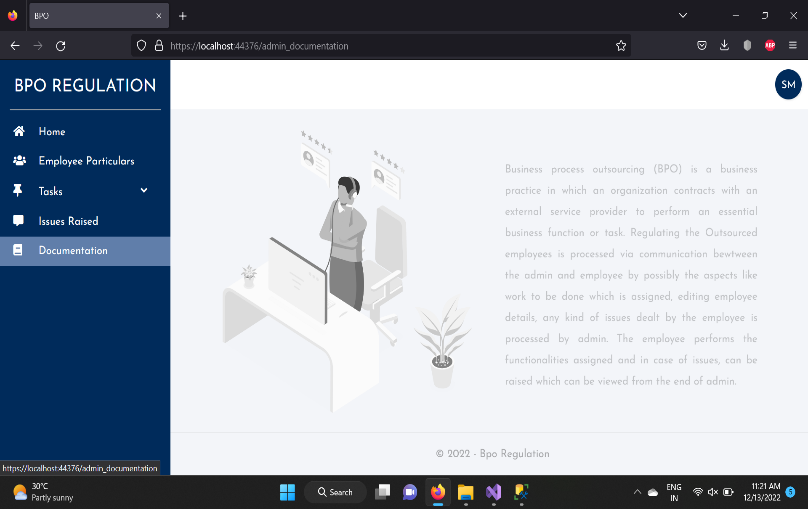 BPO
https://localhost:44376/admin_documentation
ABP
BPO REGULATION
SM
Home
Employee Particulars
Tasks
Issues Raised
Documentation
Business process outsourcing (BPO) is a business
practice in which an organization contracts with an
external service provider to perform an essential
business function or task. Regulating the Outsourced
employees is processed via communication bewtween
the admin and employee by possibly the aspects like
work to be done which is assigned, editing employee
details, any kind of issues dealt by the employee is
processed by admin. The employee performs the
functionalities assigned and in case of issues, can be
raised which can be viewed from the end of admin.
© 2022 - Bpo Regulation
https://localhost:44376/admin_documentation
30°C
Partly sunny
Search
ENG
IN
11:21 AM
12/13/2022
5